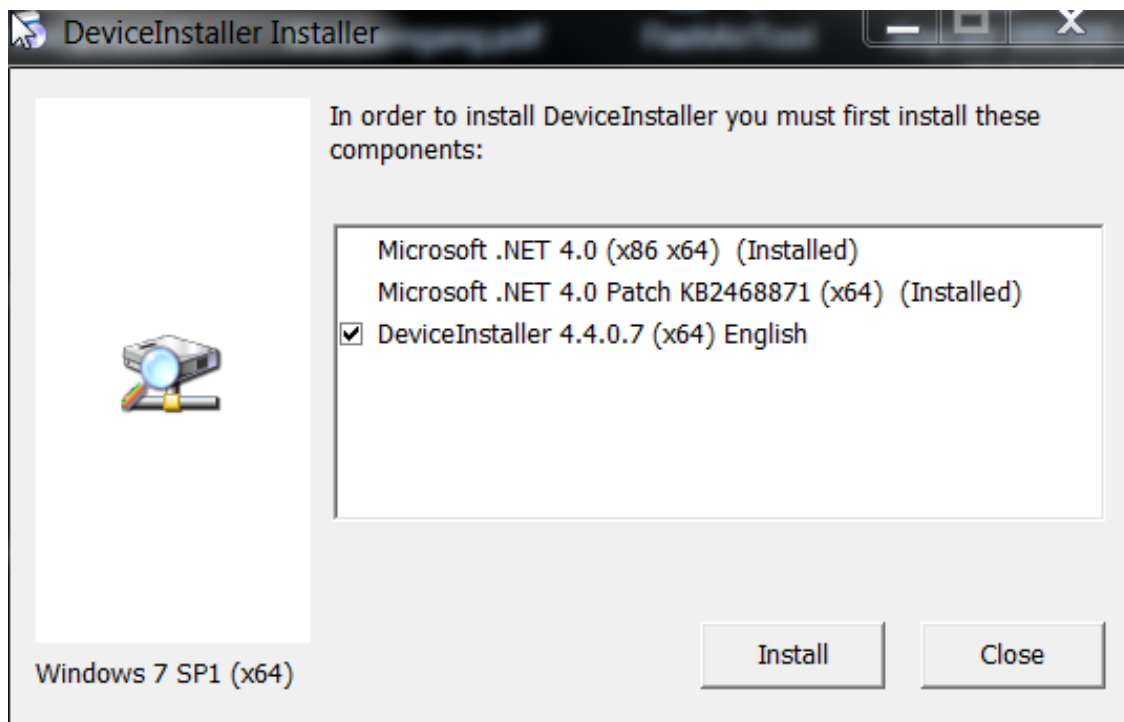 DeviceInstaller Installer
In order to install DeviceInstaller you must first install these
components:
Microsoft .NET 4.0 (x86 x64) (Installed)
Microsoft .NET 4.0 Patch KB2468871 (x64) (Installed)
DeviceInstaller 4.4.0.7 (x64) English
Install
Close
Windows 7 SP1 (x64)